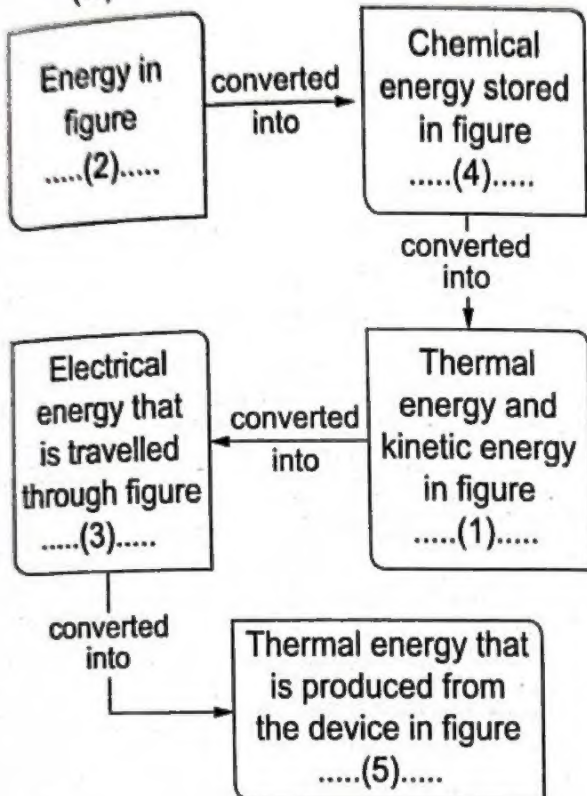 Energy in
figure
.....(2).....
converted
into
Chemical
energy stored
in figure
.....(4).....
converted
into
Thermal
energy and
kinetic energy
in figure
.....(1).....
converted
into
Electrical
energy that
is travelled
through figure
.....(3).....
converted
into
Thermal energy that
is produced from
the device in figure
.....(5).....